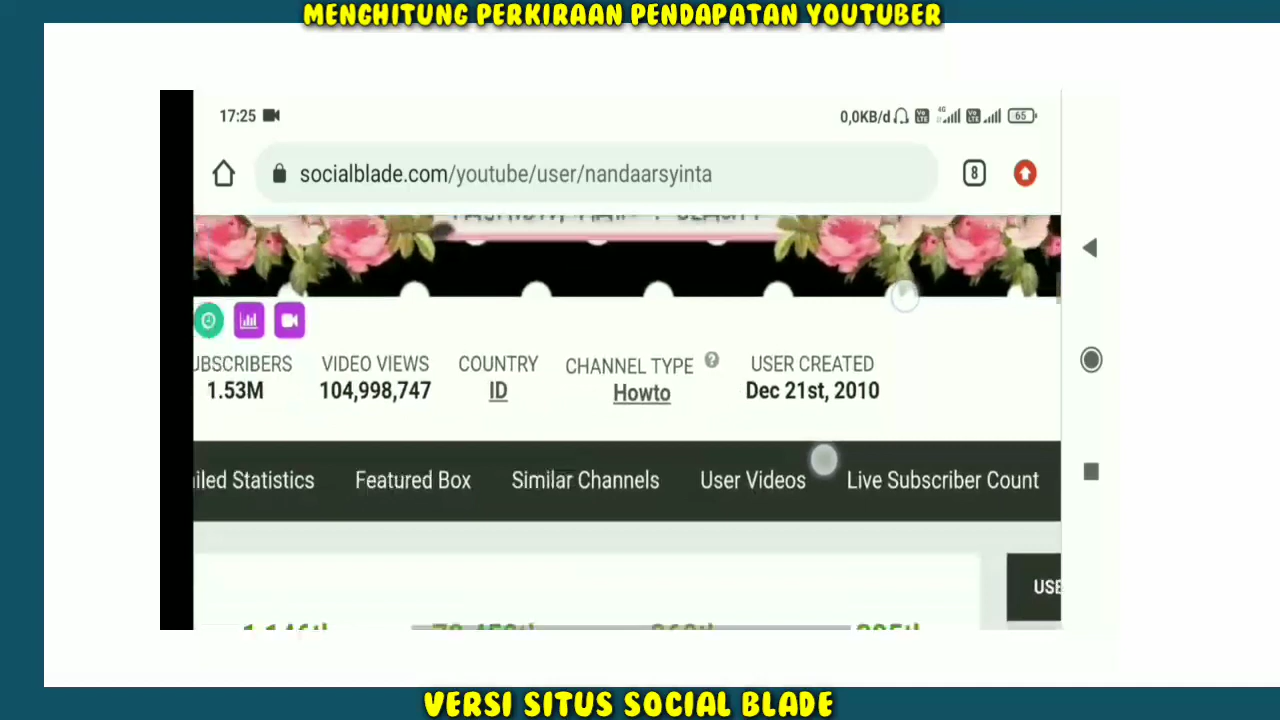 MENGHITUNG PERKIRAAN PENDAPATAN YOUTUBER
17:25 0,0KB/d 4G 65
socialblade.com/youtube/user/nandaarsyinta 8
UBSCRIBERS VIDEO VIEWS COUNTRY CHANNEL TYPE ? USER CREATED
1.53M 104,998,747 ID Howto Dec 21st, 2010
iled Statistics Featured Box Similar Channels User Videos Live Subscriber Count
USE
VERSI SITUS SOCIAL BLADE